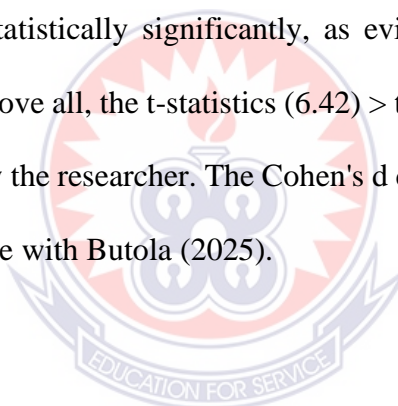 tatistically significantly, as evi
ove all, the t-statistics (6.42) > t
y the researcher. The Cohen's d
e with Butola (2025).
EDUCATION FOR SERVICE